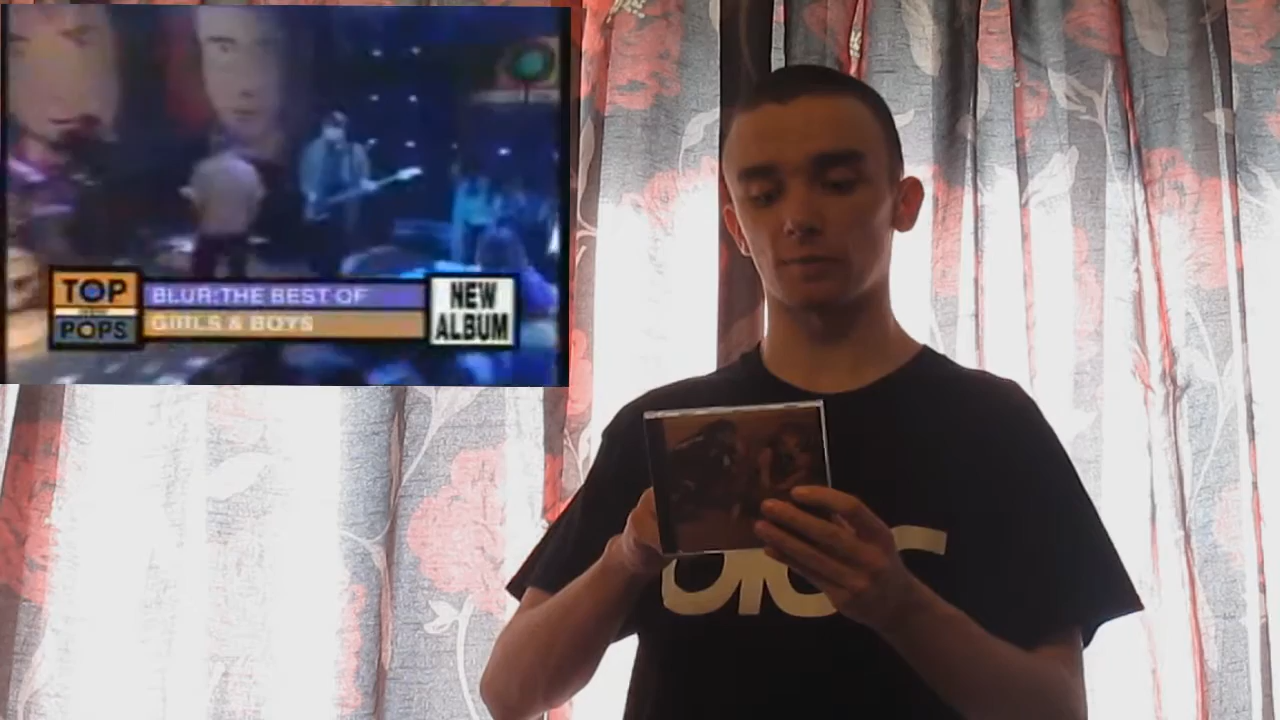 TOP
POPS
BLUR:THE BEST OF
GIRLS & BOYS
NEW
ALBUM